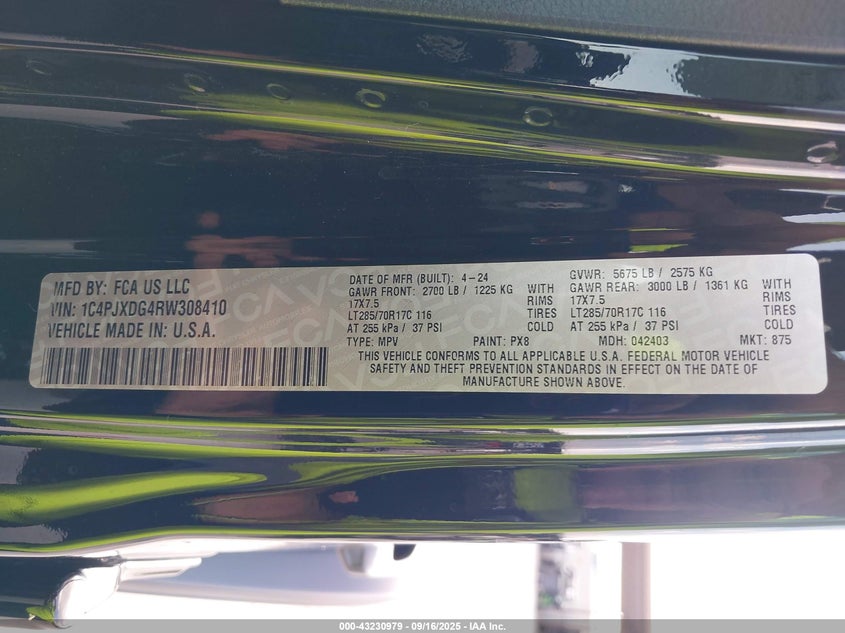 MFD BY: FCA US LLC
VIN: 1C4PJXDG4RW308410
VEHICLE MADE IN: U.S.A.
DATE OF MFR (BUILT): 4-24
GAWR FRONT: 2700 LB / 1225 KG WITH
17X7.5 RIMS
LT285/70R17C 116 TIRES
AT 255 kPa / 37 PSI COLD
TYPE: MPV PAINT: PX8
GVWR: 5675 LB / 2575 KG
GAWR REAR: 3000 LB / 1361 KG WITH
17X7.5 RIMS
LT285/70R17C 116 TIRES
AT 255 kPa / 37 PSI COLD
MDH: 042403 MKT: 875
THIS VEHICLE CONFORMS TO ALL APPLICABLE U.S.A. FEDERAL MOTOR VEHICLE
SAFETY AND THEFT PREVENTION STANDARDS IN EFFECT ON THE DATE OF
MANUFACTURE SHOWN ABOVE.
000-43230979 - 09/16/2025 - IAA Inc.